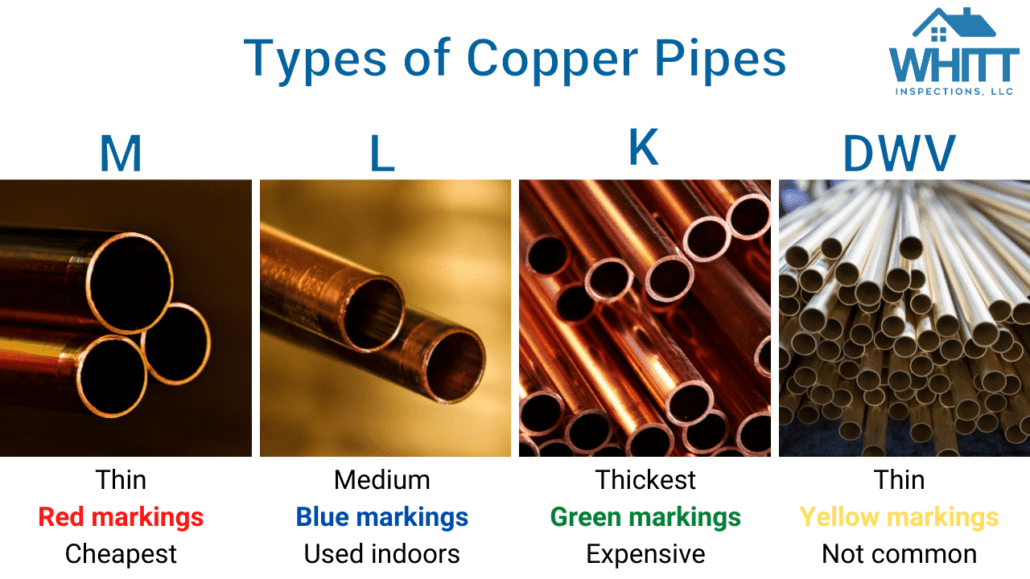 Types of Copper Pipes
WHITT
INSPECTIONS, LLC
M
L
K
DWV
Thin
Red markings
Cheapest
Medium
Blue markings
Used indoors
Thickest
Green markings
Expensive
Thin
Yellow markings
Not common